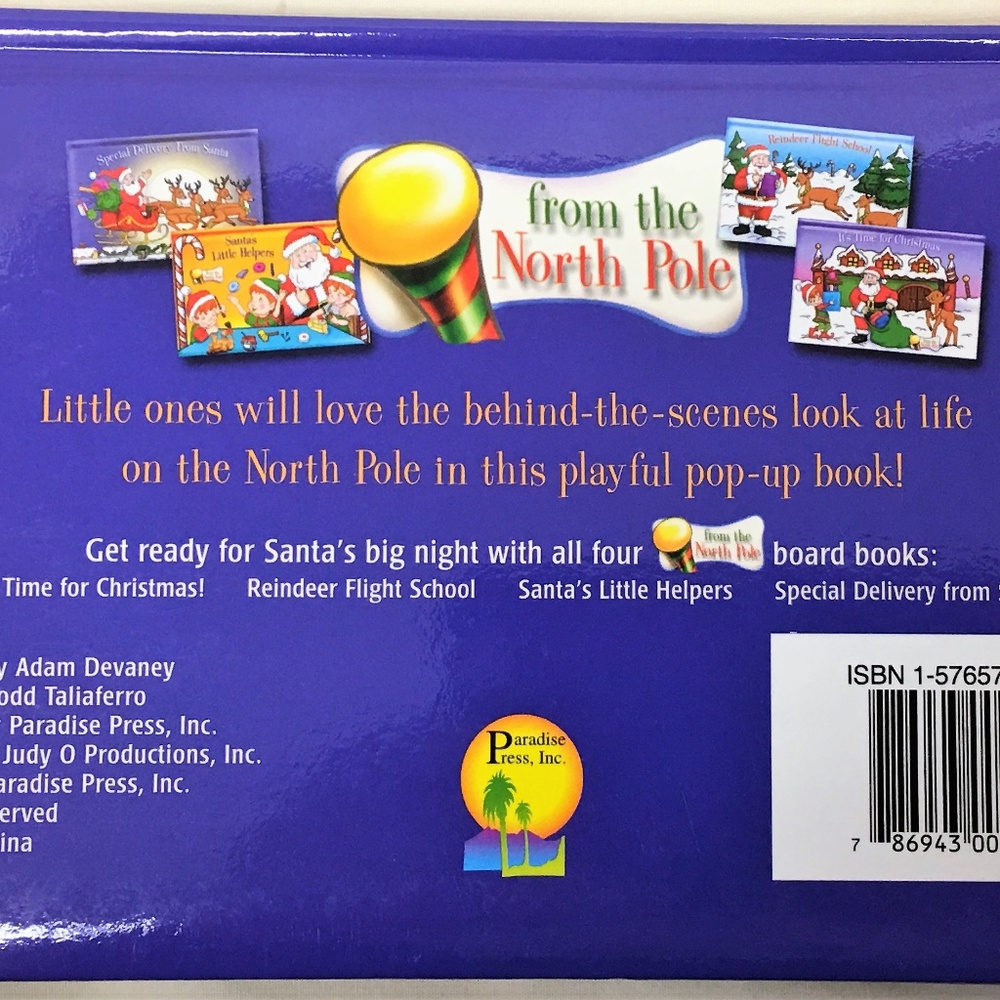 Special Delivery From Santa
Santas
Little Helpers
from the
North Pole
Reindeer Flight School
It's Time for Christmas
Little ones will love the behind-the-scenes look at life
on the North Pole in this playful pop-up book!
Get ready for Santa's big night with all four from the North Pole board books:
Time for Christmas! Reindeer Flight School Santa's Little Helpers Special Delivery from
y Adam Devaney
odd Taliaferro
Paradise Press, Inc.
Judy O Productions, Inc.
aradise Press, Inc.
erved
ina
Paradise
Press, Inc.
ISBN 1-57657
7 86943 00